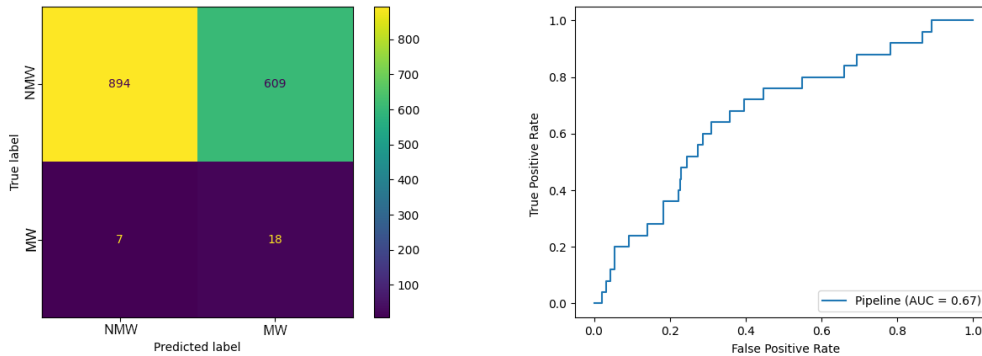 NMW
894
609
True label
MW
7
18
NMW
MW
Predicted label
800
700
600
500
400
300
200
100
1.0
0.8
0.6
0.4
0.2
0.0
True Positive Rate
Pipeline (AUC = 0.67)
0.0
0.2
0.4
0.6
0.8
1.0
False Positive Rate